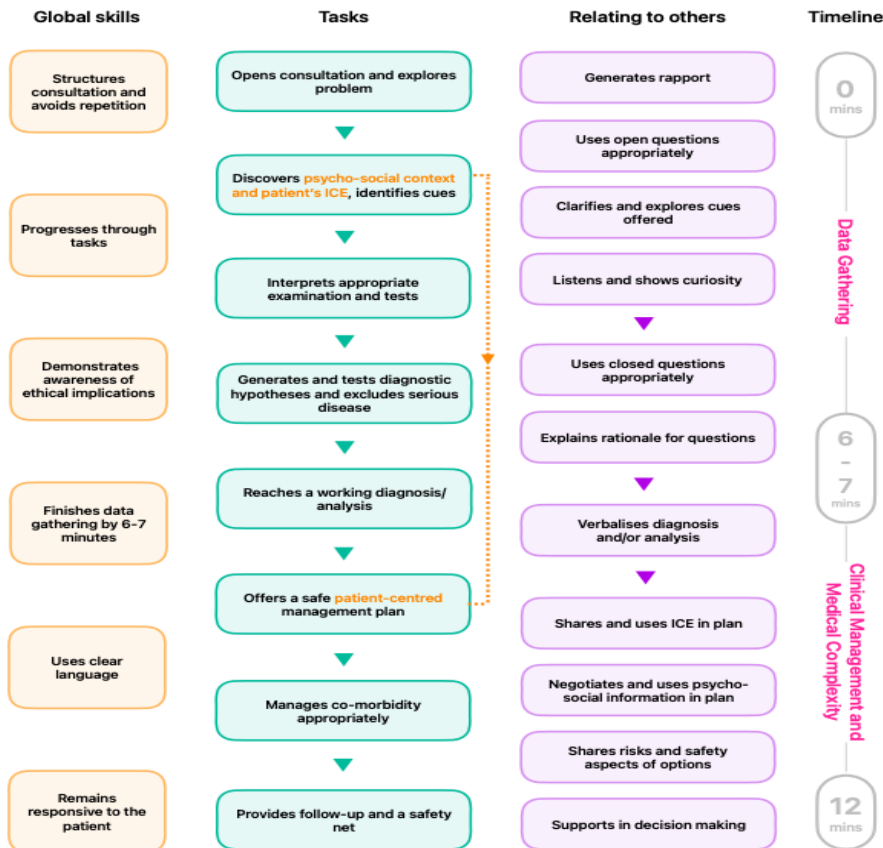 Global skills
Structures
consultation and
avoids repetition
Progresses through
tasks
Demonstrates
awareness of
ethical implications
Finishes data
gathering by 6-7
minutes
Uses clear
language
Remains
responsive to the
patient
Tasks
Opens consultation and explores
problem
Discovers psycho-social context
and patient's ICE, identifies cues
Interprets appropriate
examination and tests
Generates and tests diagnostic
hypotheses and excludes serious
disease
Reaches a working diagnosis/
analysis
Offers a safe patient-centred
management plan
Manages co-morbidity
appropriately
Provides follow-up and a safety
net
Relating to others
Generates rapport
Uses open questions
appropriately
Clarifies and explores cues
offered
Listens and shows curiosity
Uses closed questions
appropriately
Explains rationale for questions
Verbalises diagnosis
and/or analysis
Shares and uses ICE in plan
Negotiates and uses psycho-
social information in plan
Shares risks and safety
aspects of options
Supports in decision making
Timeline
0
mins
Data Gathering
6
-
7
mins
Clinical Management and
Medical Complexity
12
mins